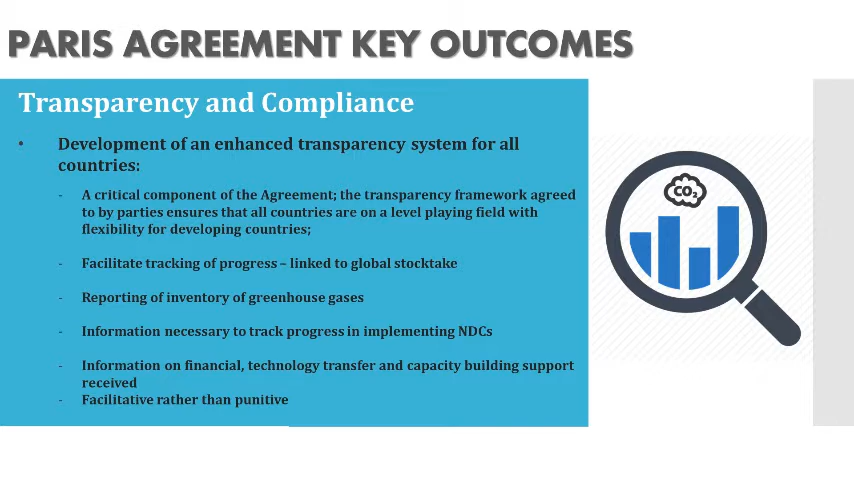 PARIS AGREEMENT KEY OUTCOMES
Transparency and Compliance
• Development of an enhanced transparency system for all
countries:
- A critical component of the Agreement; the transparency framework agreed
to by parties ensures that all countries are on a level playing field with
flexibility for developing countries;
- Facilitate tracking of progress – linked to global stocktake
- Reporting of inventory of greenhouse gases
- Information necessary to track progress in implementing NDCs
- Information on financial, technology transfer and capacity building support
received
- Facilitative rather than punitive
CO₂